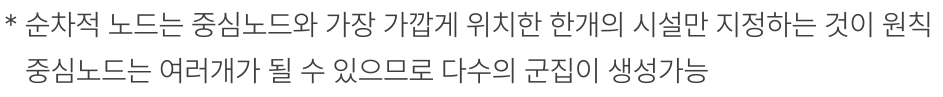 * 순차적 노드는 중심노드와 가장 가깝게 위치한 한개의 시설만 지정하는 것이 원칙
중심노드는 여러개가 될 수 있으므로 다수의 군집이 생성가능